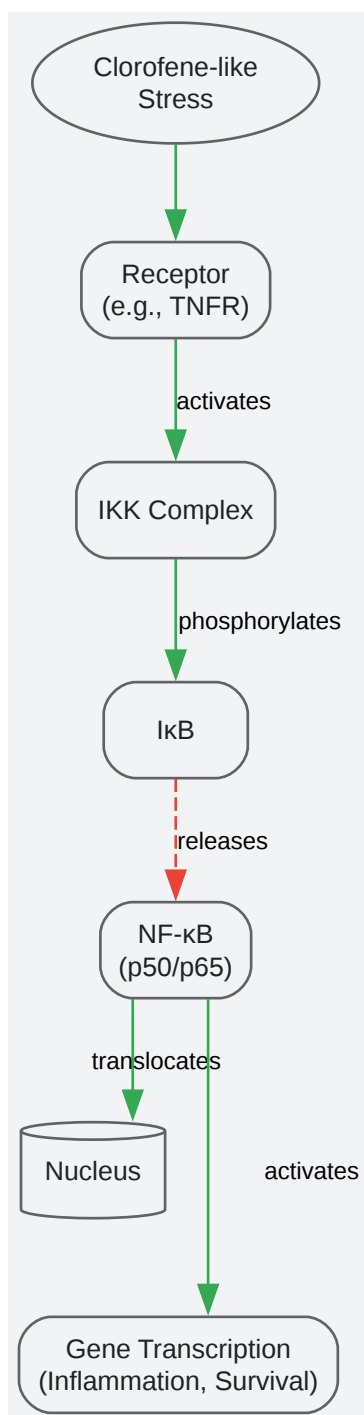 Clorofene-like
Stress
Receptor
(e.g., TNFR)
activates
IKK Complex
phosphorylates
IκB
releases
NF-κB
(p50/p65)
translocates
Nucleus
activates
Gene Transcription
(Inflammation, Survival)